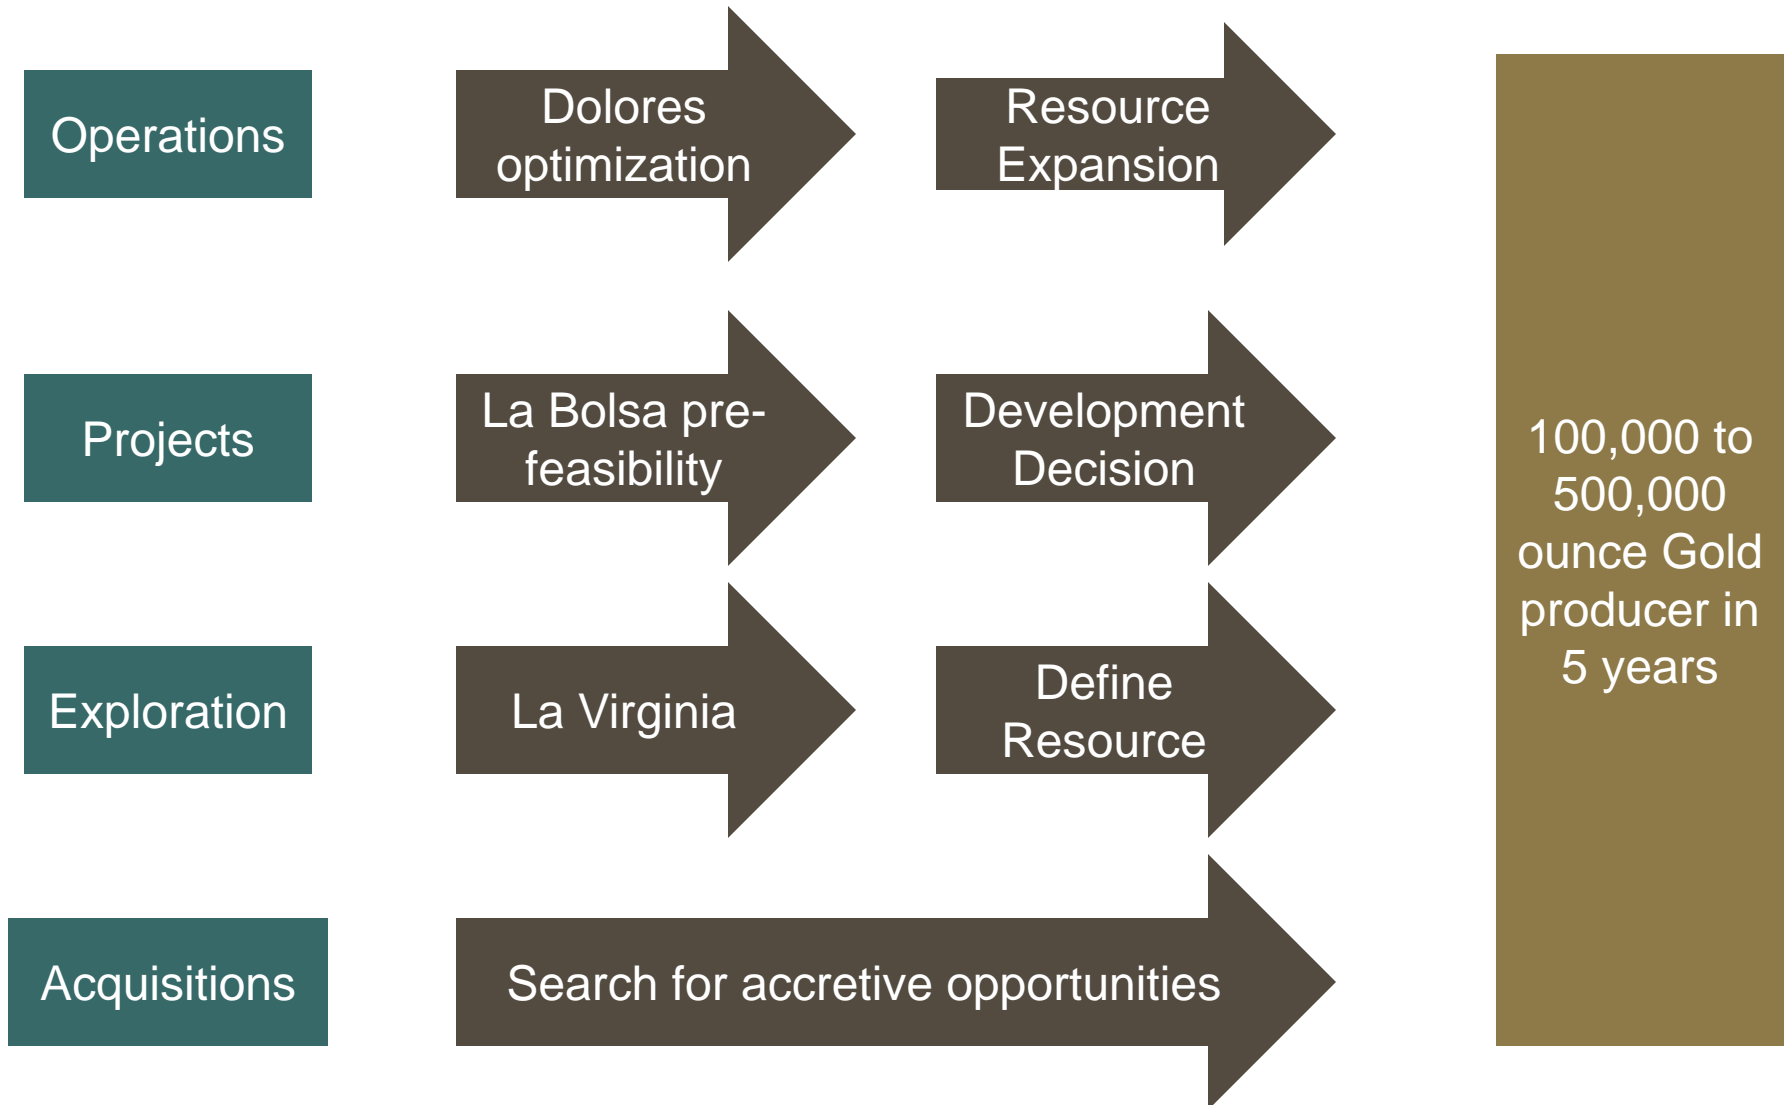 Operations
Dolores
optimization
Resource
Expansion
Projects
La Bolsa pre-
feasibility
Development
Decision
Exploration
La Virginia
Define
Resource
Acquisitions
Search for accretive opportunities
100,000 to
500,000
ounce Gold
producer in
5 years